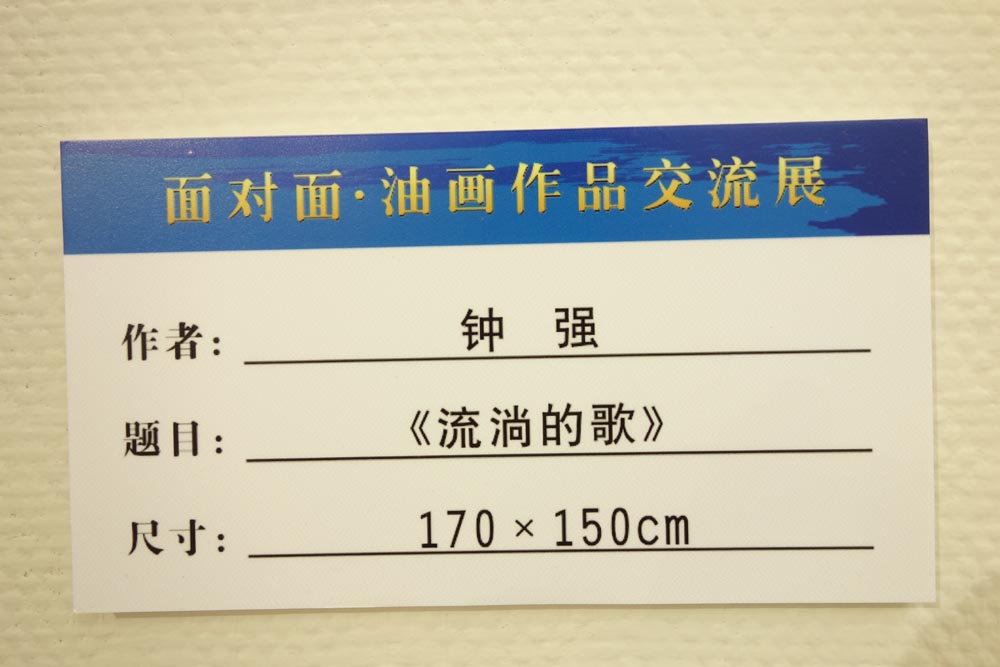 面对面·油画作品交流展
作者：钟 强
题目：《流淌的歌》
尺寸：170×150cm